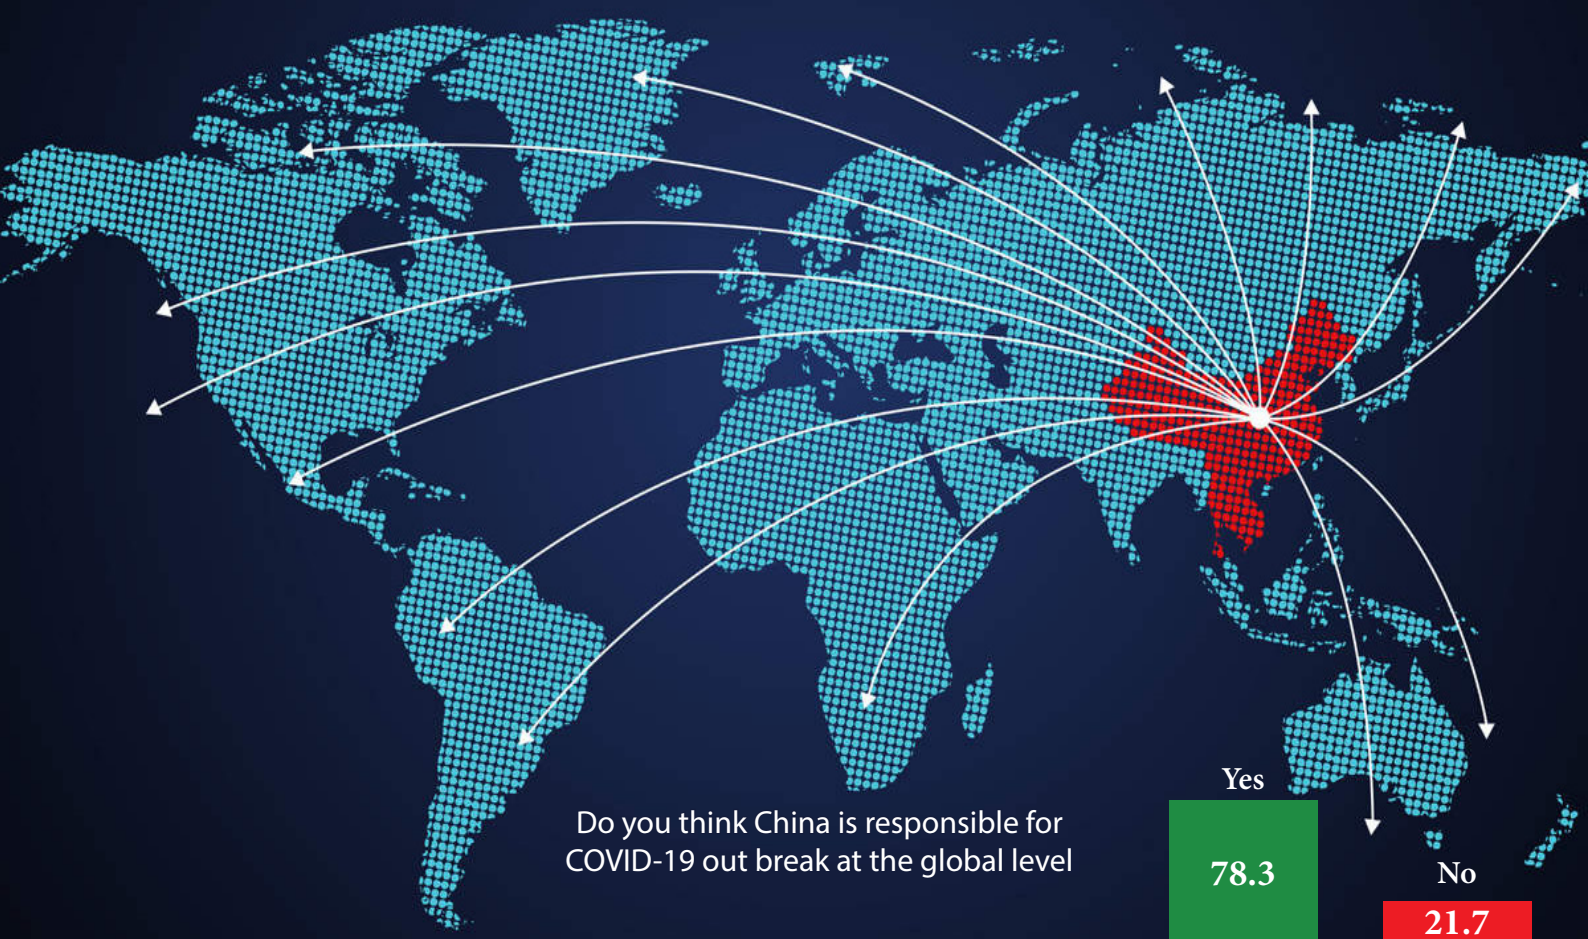 Do you think China is responsible for
COVID-19 out break at the global level
Yes
78.3
No
21.7